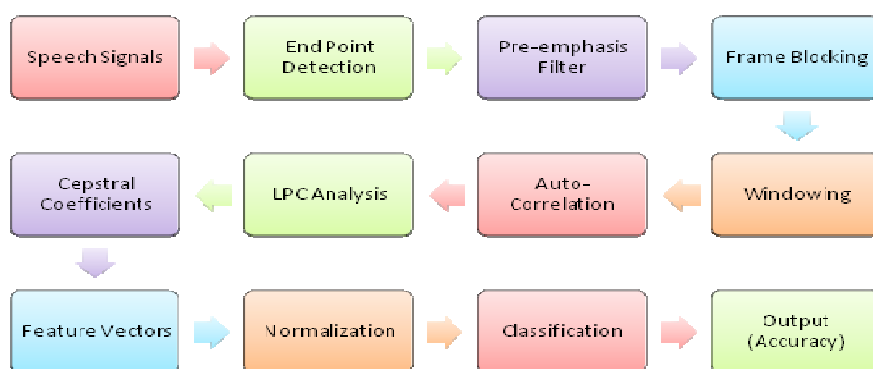 Speech Signals
End Point
Detection
Pre-emphasis
Filter
Frame Blocking
Windowing
Auto-
Correlation
LPC Analysis
Cepstral
Coefficients
Feature Vectors
Normalization
Classification
Output
(Accuracy)